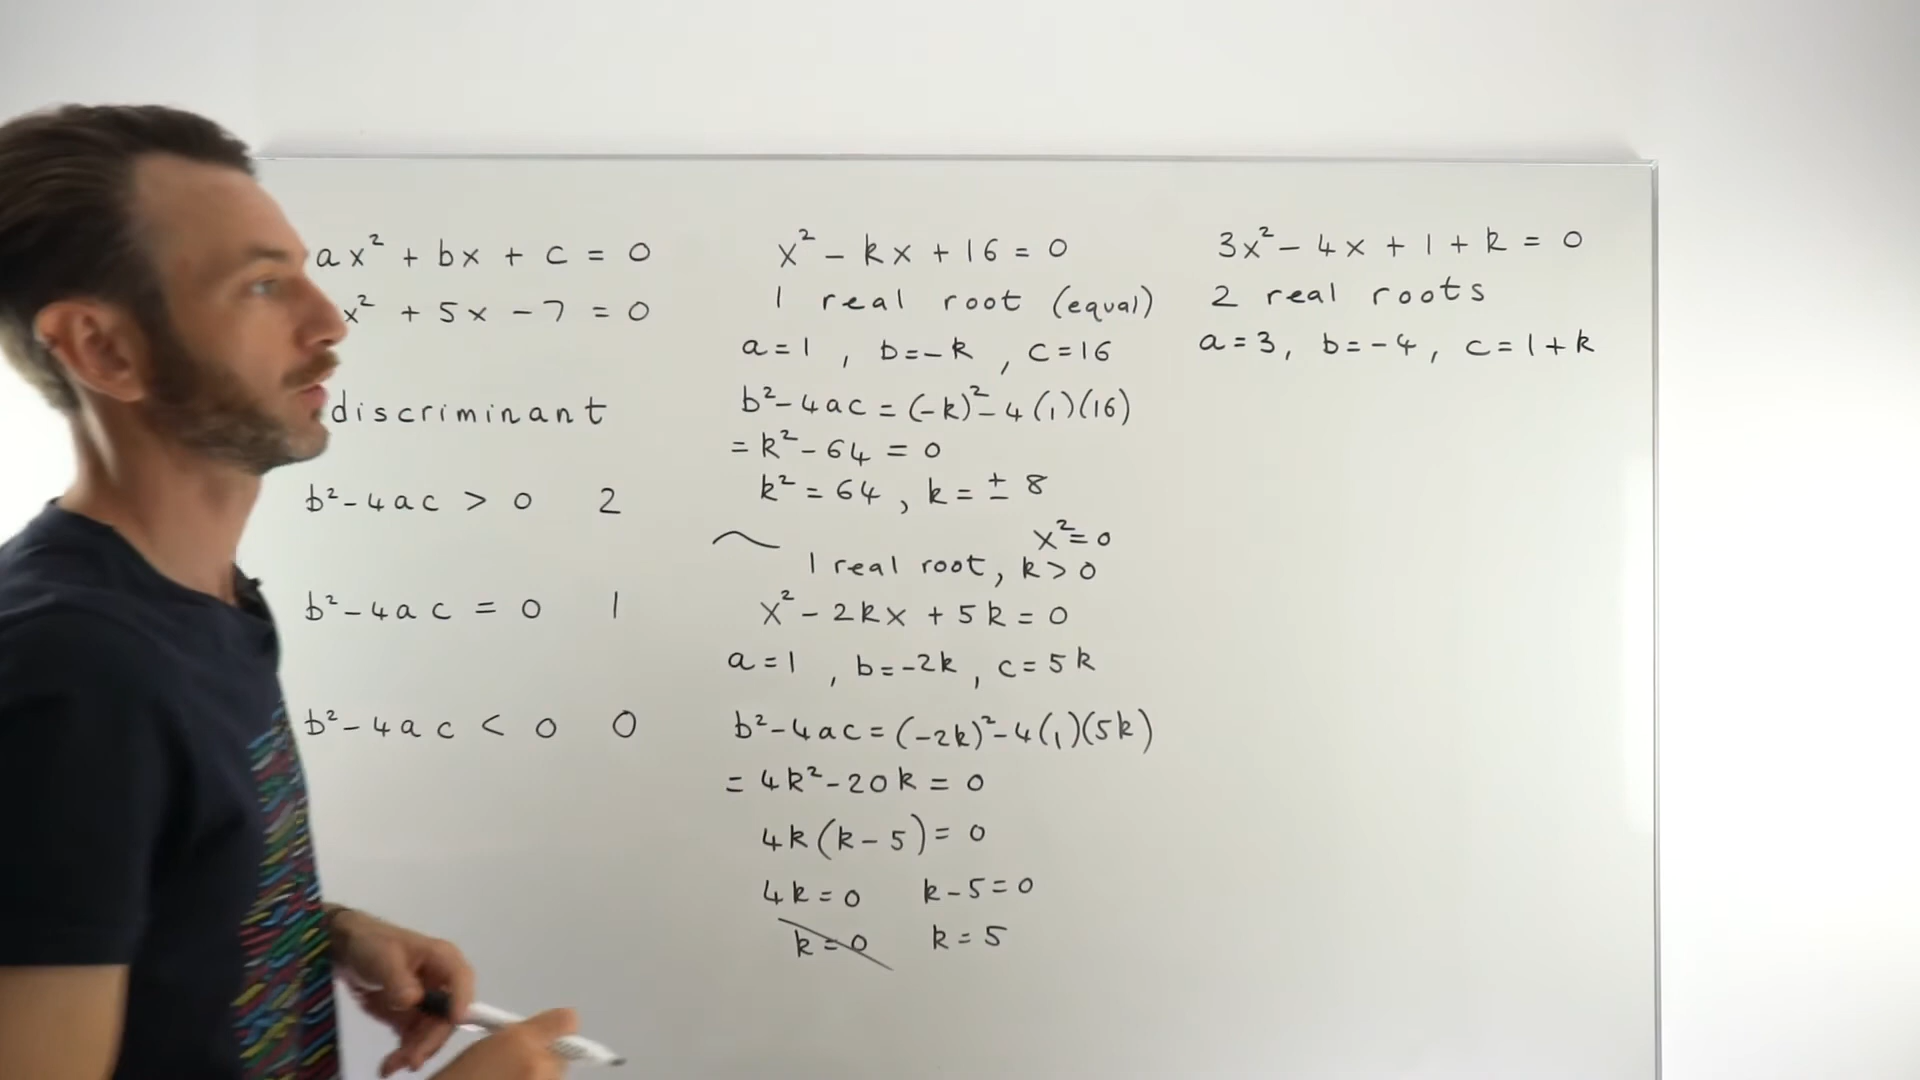 ax² + bx + c = 0
x² + 5x - 7 = 0
discriminant
b² - 4ac > 0 2
b² - 4ac = 0 1
b² - 4ac < 0 0
x² - kx + 16 = 0
1 real root (equal)
a = 1 , b = -k , c = 16
b² - 4ac = (-k)² - 4(1)(16)
= k² - 64 = 0
k² = 64 , k = ± 8
x² = 0
1 real root, k > 0
x² - 2kx + 5k = 0
a = 1 , b = -2k , c = 5k
b² - 4ac = (-2k)² - 4(1)(5k)
= 4k² - 20k = 0
4k(k - 5) = 0
4k = 0 k - 5 = 0
k = 0 k = 5
3x² - 4x + 1 + k = 0
2 real roots
a = 3, b = -4, c = 1 + k